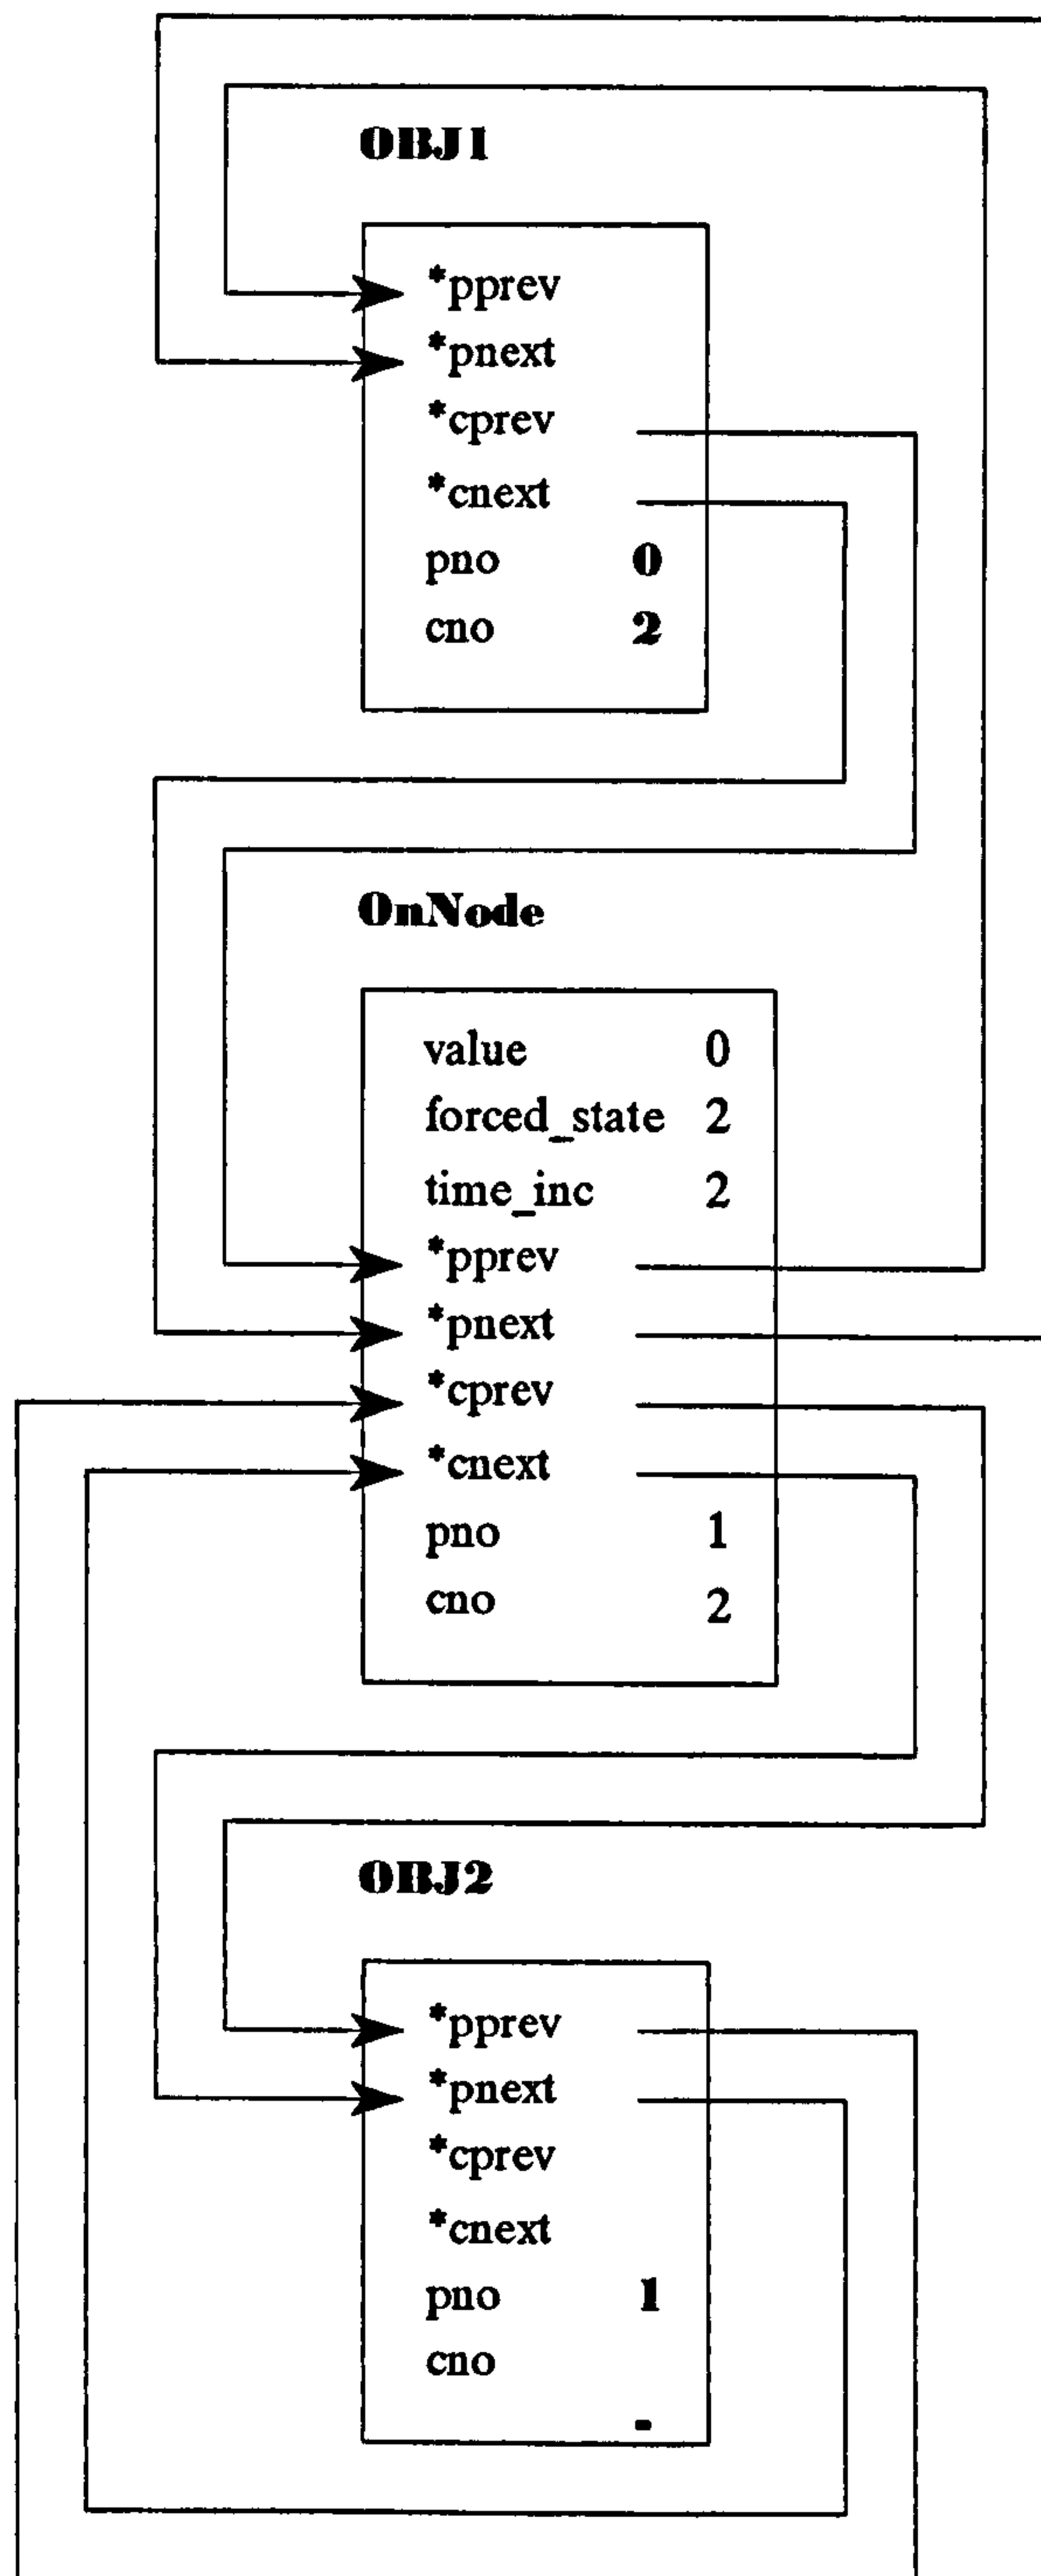 OBJ1
*pprev
*pnext
*cprev
*cnext
pno 0
cno 2
OnNode
value 0
forced_state 2
time_inc 2
*pprev
*pnext
*cprev
*cnext
pno 1
cno 2
OBJ2
*pprev
*pnext
*cprev
*cnext
pno 1
cno
-